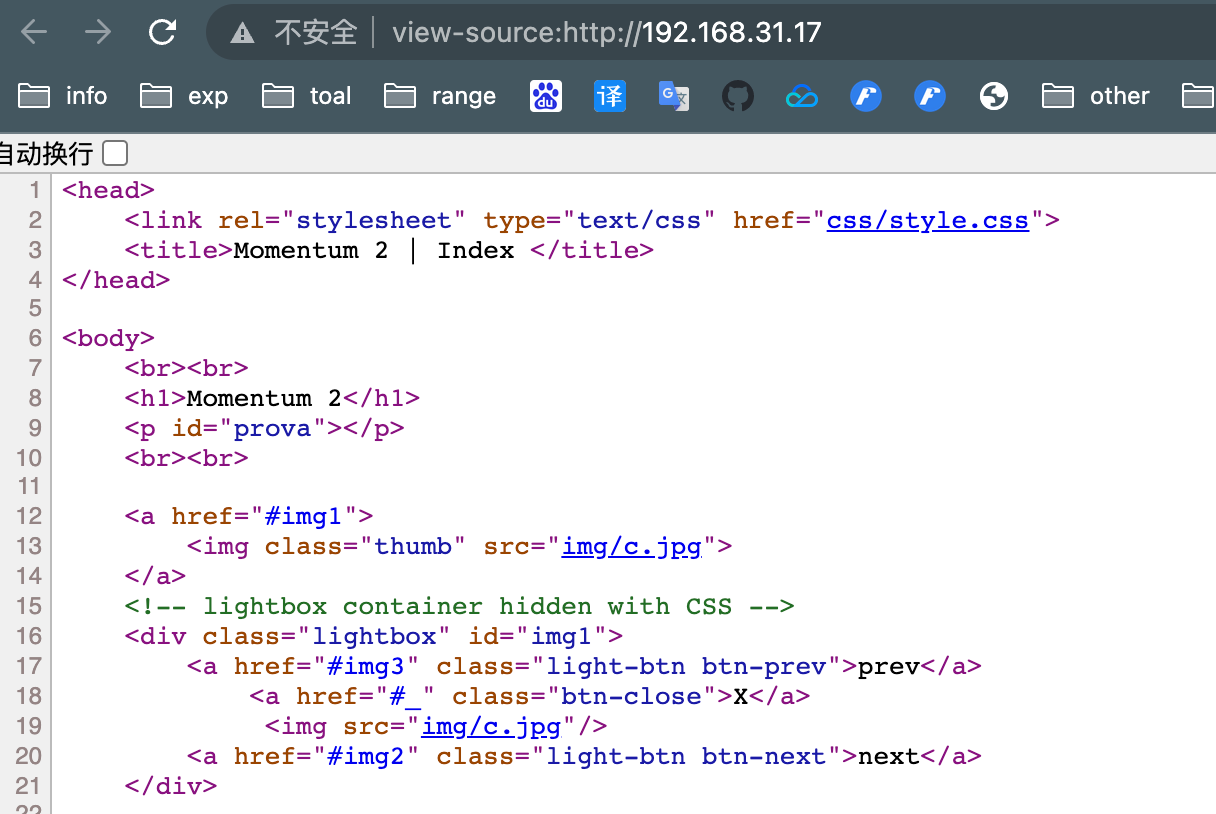 不安全 view-source:http://192.168.31.17
info exp toal range du 译 G 文 other
自动换行
1 <head>
2 <link rel="stylesheet" type="text/css" href="css/style.css">
3 <title>Momentum 2 | Index </title>
4 </head>
5
6 <body>
7 <br><br>
8 <h1>Momentum 2</h1>
9 <p id="prova"></p>
10 <br><br>
11
12 <a href="#img1">
13 <img class="thumb" src="img/c.jpg">
14 </a>
15 <!-- lightbox container hidden with CSS -->
16 <div class="lightbox" id="img1">
17 <a href="#img3" class="light-btn btn-prev">prev</a>
18 <a href="#_" class="btn-close">X</a>
19 <img src="img/c.jpg"/>
20 <a href="#img2" class="light-btn btn-next">next</a>
21 </div>
22